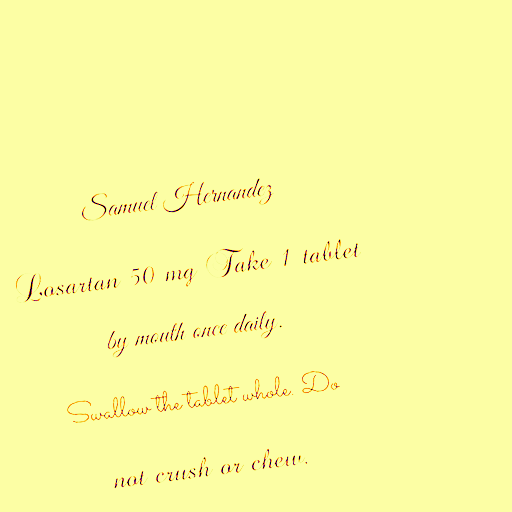 Samuel Hernandez
Losartan 50 mg Take 1 tablet
by mouth once daily.
Swallow the tablet whole. Do
not crush or chew.